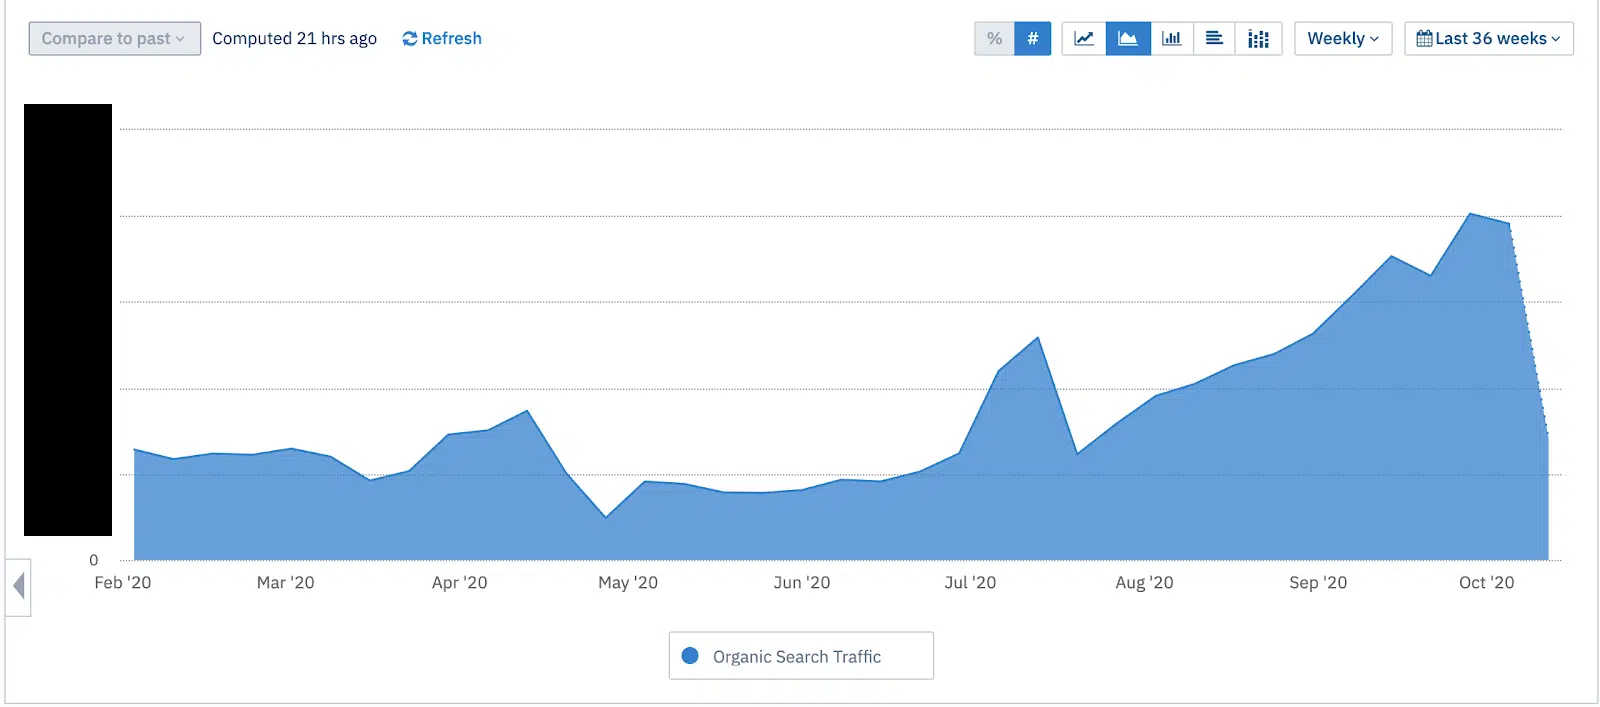 Compare to past Computed 21 hrs ago Refresh % # Weekly Last 36 weeks
0
Feb '20 Mar '20 Apr '20 May '20 Jun '20 Jul '20 Aug '20 Sep '20 Oct '20
Organic Search Traffic